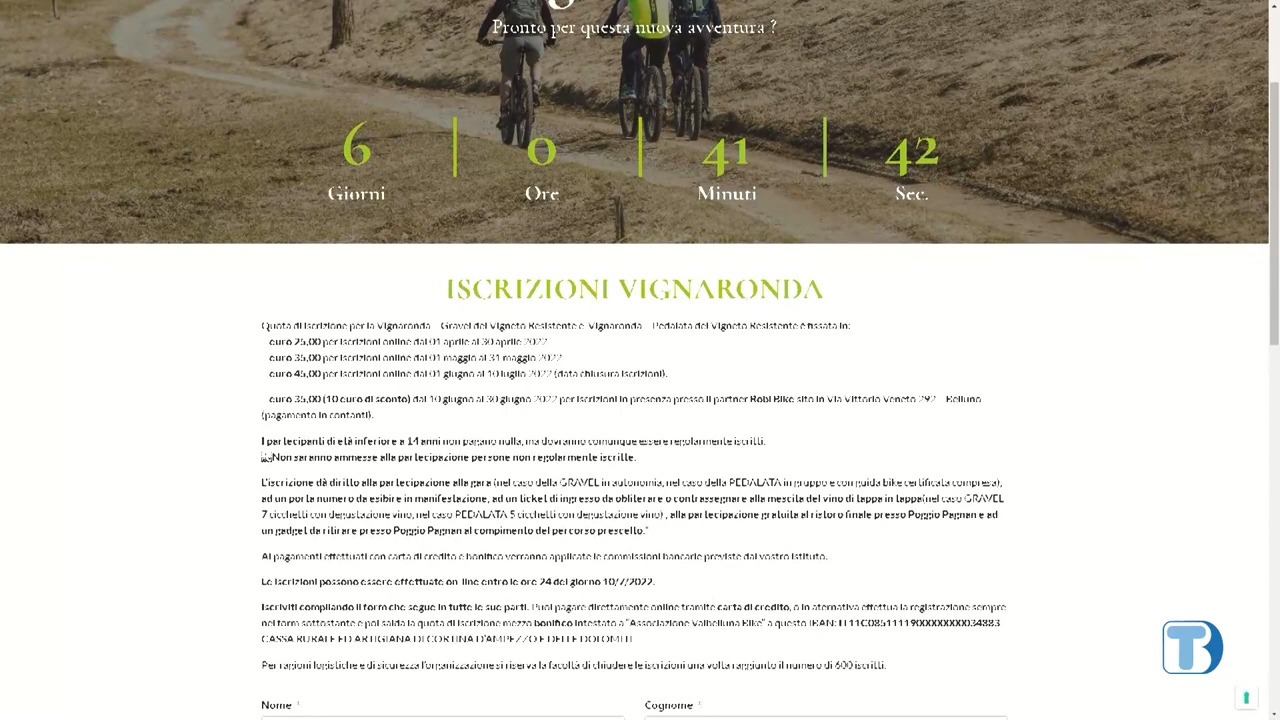 Pronto per questa nuova avventura ?
6
0
41
42
Giorni
Ore
Minuti
Sec.
ISCRIZIONI VIGNARONDA
Quota di Iscrizione per la Vignaronda – Gravel del Vigneto Resistente e Vignaronda – Pedalata del Vigneto Resistente è fissata in:
euro 25,00 per iscrizioni online dal 01 aprile al 30 aprile 2022
euro 35,00 per iscrizioni online dal 01 maggio al 31 maggio 2022
euro 45,00 per iscrizioni online dal 01 giugno al 10 luglio 2022 (data chiusura iscrizioni).
euro 35,00 (10 euro di sconto) dal 10 giugno al 30 giugno 2022 per iscrizioni in presenza presso il partner Robi Bike sito in Via Vittorio Veneto 292 – Belluno
(pagamento in contanti).
I partecipanti di età inferiore a 14 anni non pagano nulla, ma dovranno comunque essere regolarmente iscritti.
Non saranno ammesse alla partecipazione persone non regolarmente iscritte.
L'iscrizione dà diritto alla partecipazione alla gara (nel caso della GRAVEL in autonomia, nel caso della PEDALATA in gruppo e con guida bike certificata compresa),
ad un porta numero da esibire in manifestazione, ad un ticket di ingresso da obliterare o contrassegnare alla mescita del vino di tappa in tappa(nel caso GRAVEL
7 cicchetti con degustazione vino, nel caso PEDALATA 5 cicchetti con degustazione vino) , alla partecipazione gratuita al ristoro finale presso Poggio Pagnan e ad
un gadget da ritirare presso Poggio Pagnan al compimento del percorso prescelto."
Ai pagamenti effettuati con carta di credito e bonifico verranno applicate le commissioni bancarie previste dal vostro istituto.
Le iscrizioni possono essere effettuate on-line entro le ore 24 del giorno 10/7/2022.
Iscriviti compilando il form che segue in tutte le sue parti. Puoi pagare direttamente online tramite carta di credito, o in aternativa effettua la registrazione sempre
nel form sottostante e poi salda la quota di iscrizione mezzo bonifico intestato a "Associazione Valbelluna Bike" a questo IBAN:
CASSA RURALE ED ARTIGIANA DI CORTINA D'AMPEZZO E DELLE DOLOMITI
Per ragioni logistiche e di sicurezza l'organizzazione si riserva la facoltà di chiudere le iscrizioni una volta raggiunto il numero di 600 iscritti.
Nome *
Cognome *
TB